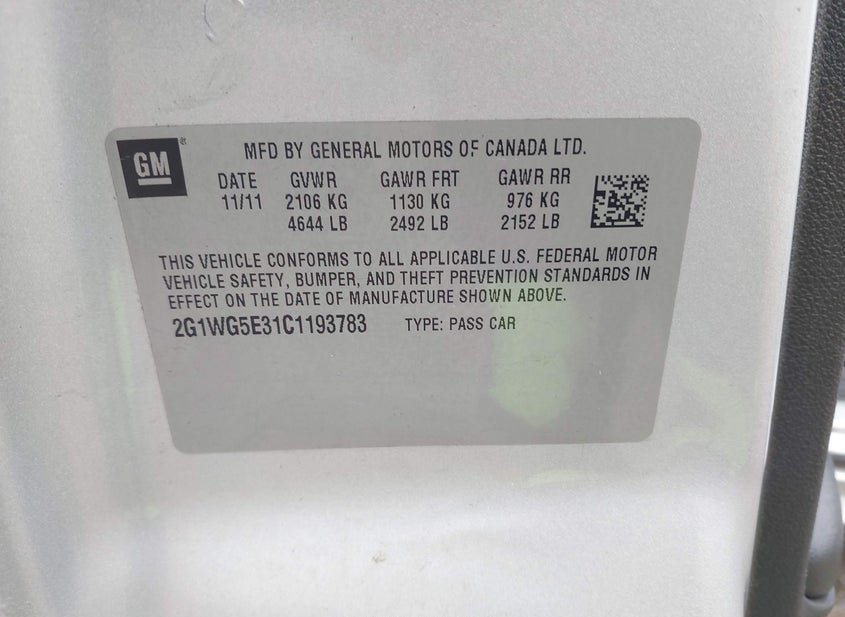 GM
MFD BY GENERAL MOTORS OF CANADA LTD.
DATE GVWR GAWR FRT GAWR RR
11/11 2106 KG 1130 KG 976 KG
4644 LB 2492 LB 2152 LB
THIS VEHICLE CONFORMS TO ALL APPLICABLE U.S. FEDERAL MOTOR
VEHICLE SAFETY, BUMPER, AND THEFT PREVENTION STANDARDS IN
EFFECT ON THE DATE OF MANUFACTURE SHOWN ABOVE.
2G1WG5E31C1193783 TYPE: PASS CAR